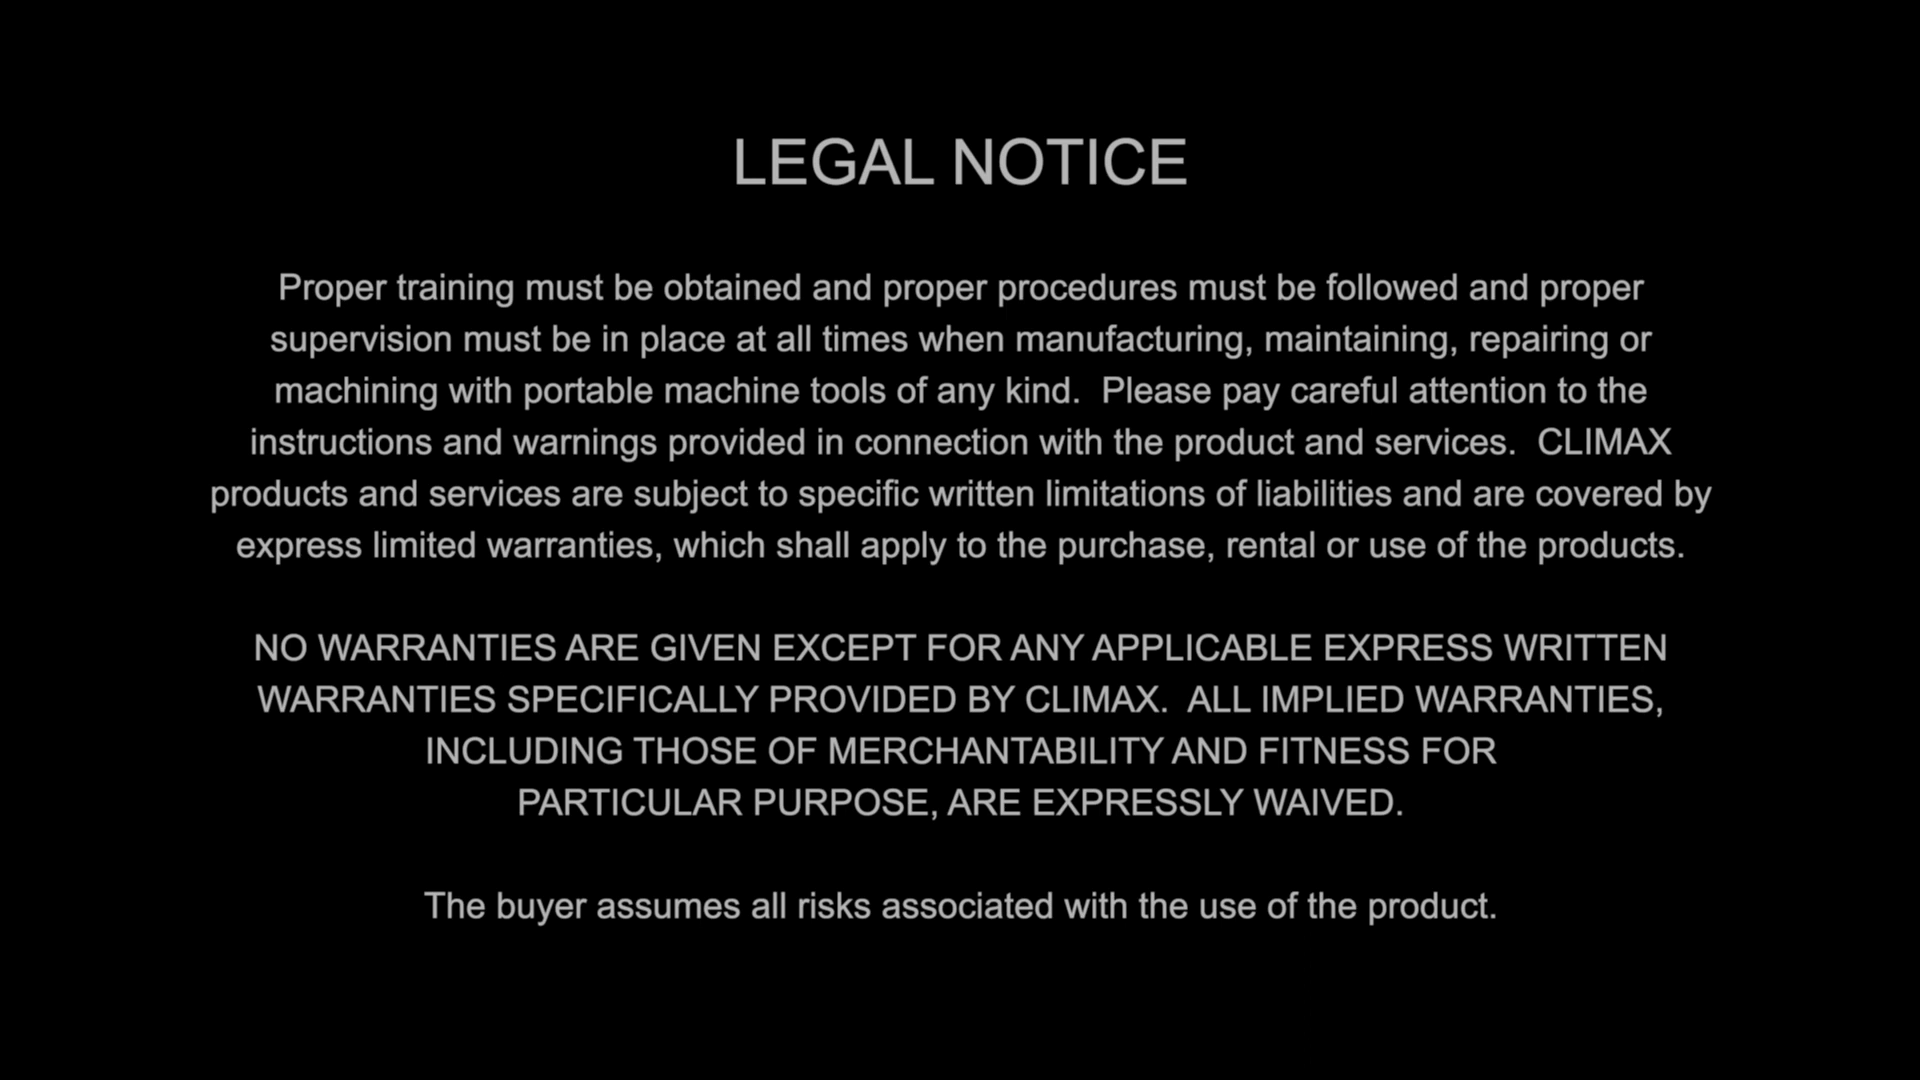 LEGAL NOTICE
Proper training must be obtained and proper procedures must be followed and proper
supervision must be in place at all times when manufacturing, maintaining, repairing or
machining with portable machine tools of any kind.  Please pay careful attention to the
instructions and warnings provided in connection with the product and services.  CLIMAX
products and services are subject to specific written limitations of liabilities and are covered by
express limited warranties, which shall apply to the purchase, rental or use of the products.
NO WARRANTIES ARE GIVEN EXCEPT FOR ANY APPLICABLE EXPRESS WRITTEN
WARRANTIES SPECIFICALLY PROVIDED BY CLIMAX.  ALL IMPLIED WARRANTIES,
INCLUDING THOSE OF MERCHANTABILITY AND FITNESS FOR
PARTICULAR PURPOSE, ARE EXPRESSLY WAIVED.
The buyer assumes all risks associated with the use of the product.